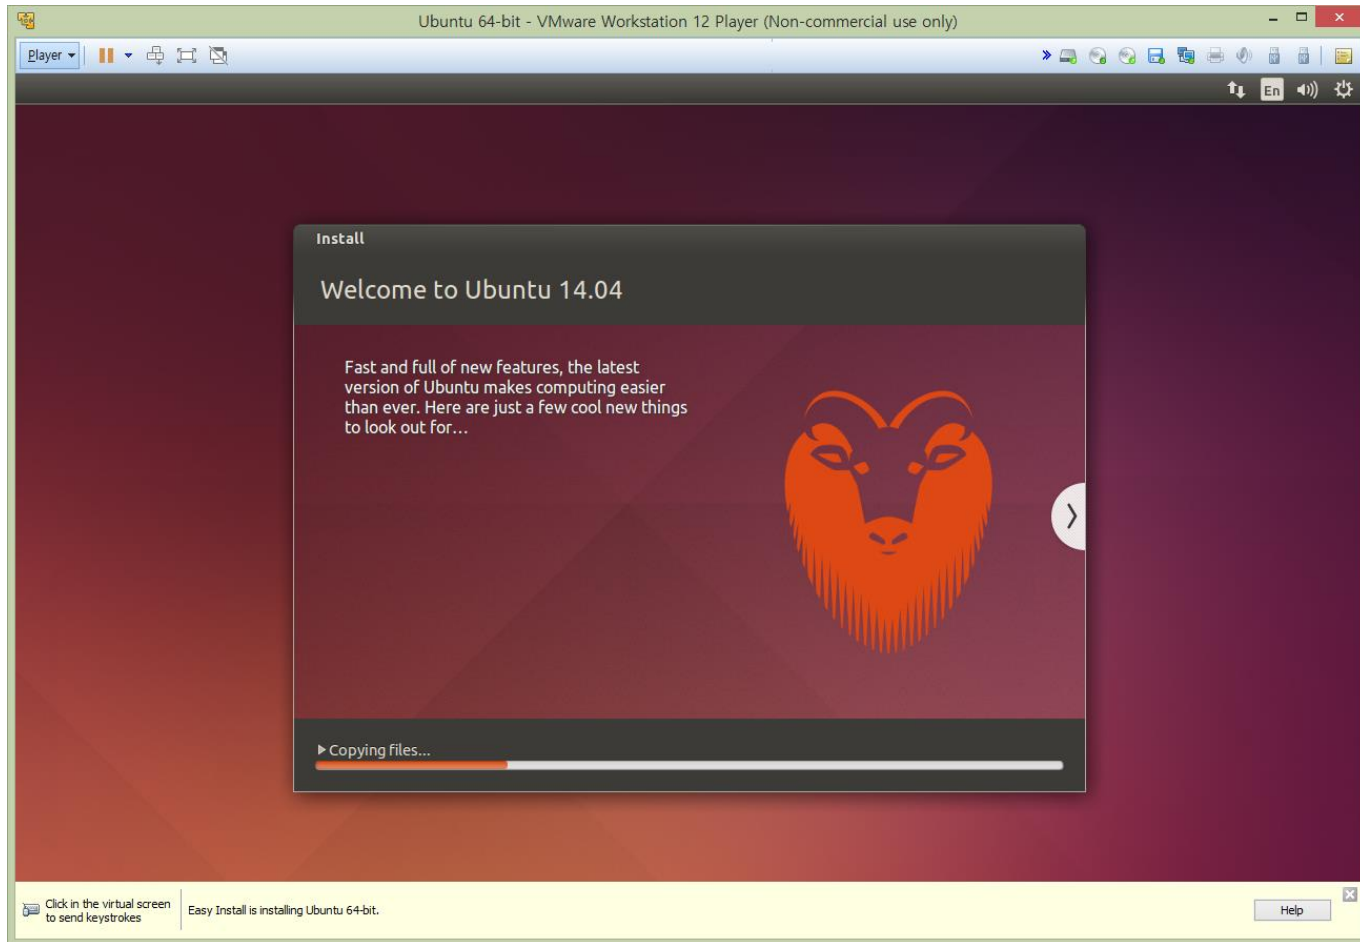 Ubuntu 64-bit - VMware Workstation 12 Player (Non-commercial use only)
Player
En
Install
Welcome to Ubuntu 14.04
Fast and full of new features, the latest
version of Ubuntu makes computing easier
than ever. Here are just a few cool new things
to look out for...
Copying files...
Click in the virtual screen
to send keystrokes
Easy Install is installing Ubuntu 64-bit.
Help